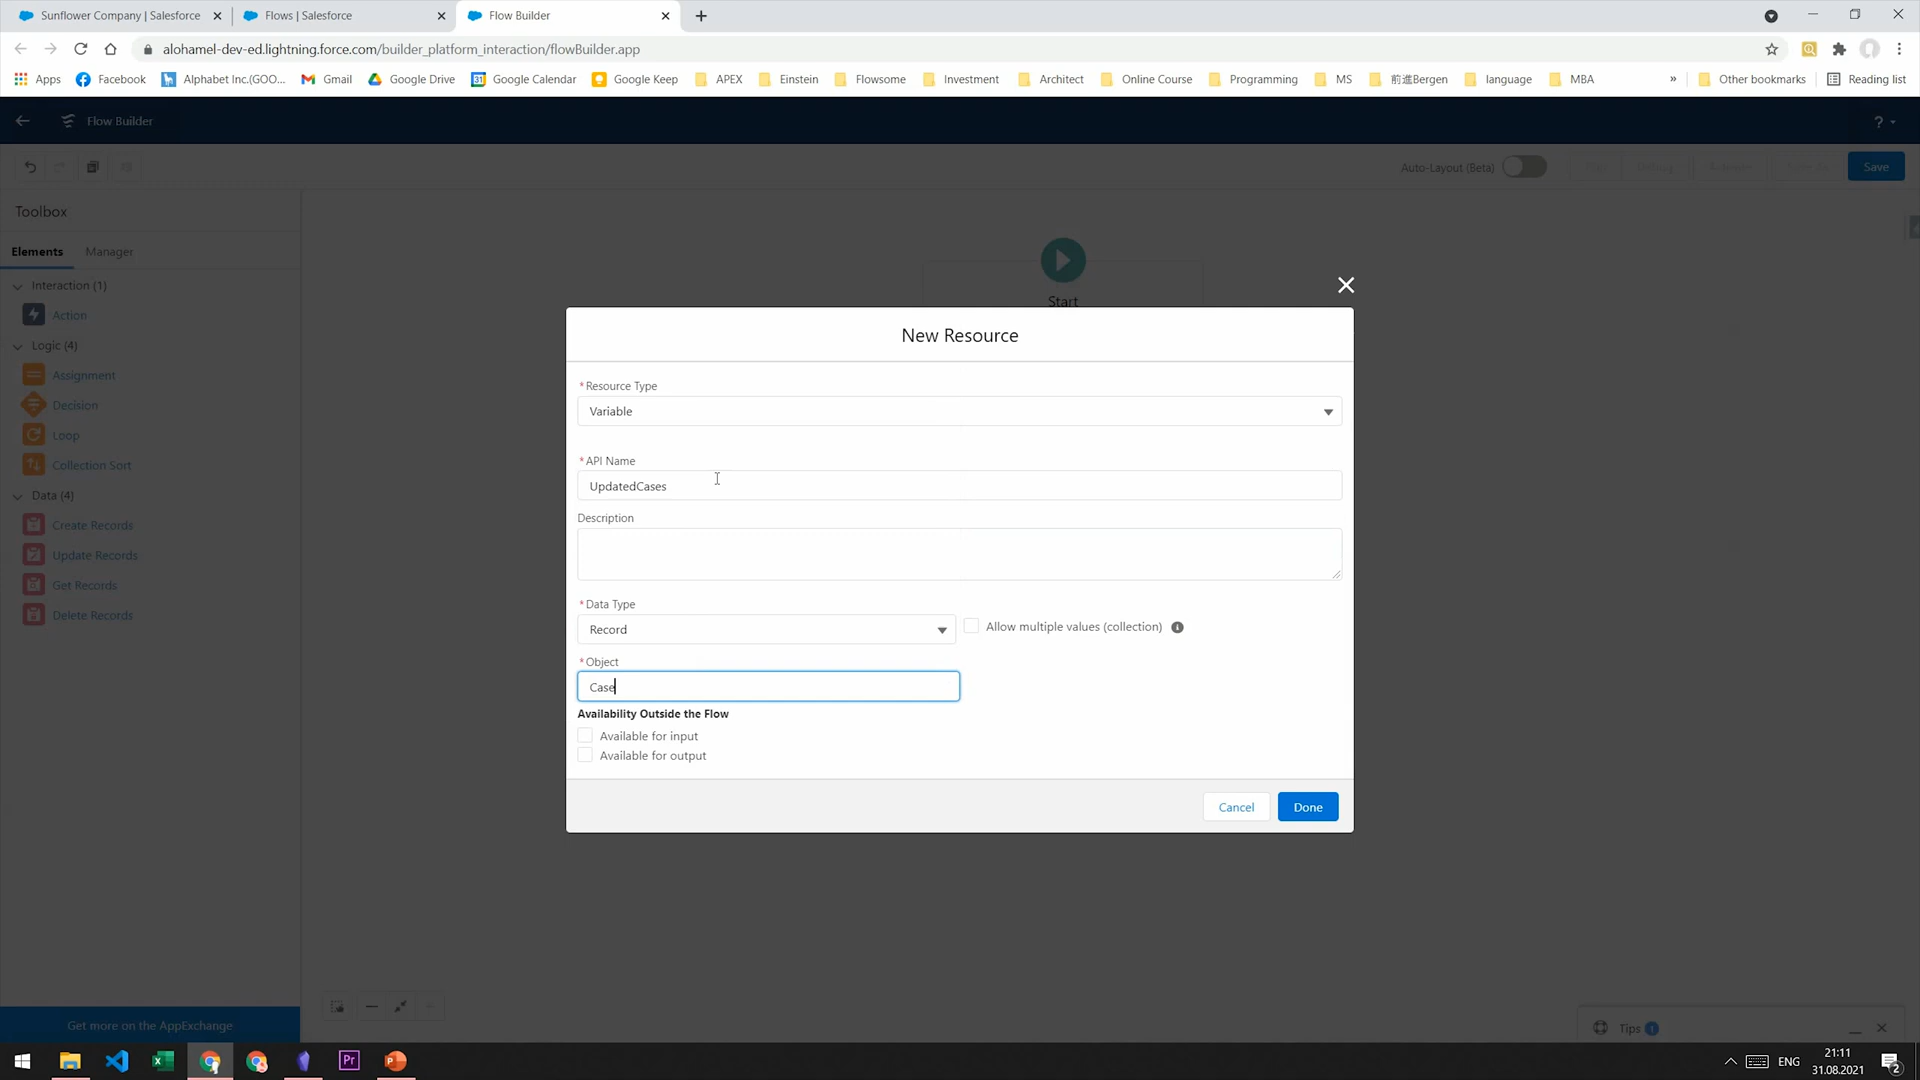 Sunflower Company | Salesforce
Flows | Salesforce
Flow Builder
alohamel-dev-ed.lightning.force.com/builder_platform_interaction/flowBuilder.app
Apps Facebook Alphabet Inc.(GOO... Gmail Google Drive Google Calendar Google Keep APEX Einstein Flowsome Investment Architect Online Course Programming MS 前進Bergen language MBA » Other bookmarks Reading list
Flow Builder
?
Auto-Layout (Beta)
Save
Toolbox
Elements Manager
Interaction (1)
Action
Logic (4)
Assignment
Decision
Loop
Collection Sort
Data (4)
Create Records
Update Records
Get Records
Delete Records
Get more on the AppExchange
Start
New Resource
*Resource Type
Variable
*API Name
UpdatedCases
Description
*Data Type
Record
Allow multiple values (collection)
*Object
Case
Availability Outside the Flow
Available for input
Available for output
Cancel
Done
Tips 1
Pr
ENG
21:11
31.08.2021
2